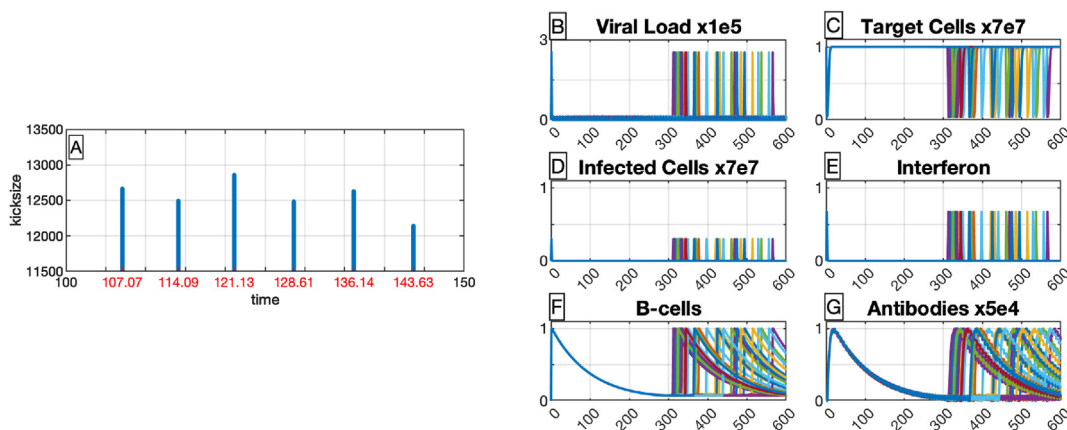 A
13500
13000
12500
12000
11500
kicksize
100 107.07 114.09 121.13 128.61 136.14 143.63 150
time
B Viral Load x1e5
3
0
0 100 200 300 400 500 600
C Target Cells x7e7
1
0
0 100 200 300 400 500 600
D Infected Cells x7e7
1
0
0 100 200 300 400 500 600
E Interferon
1
0
0 100 200 300 400 500 600
F B-cells
1
0
0 100 200 300 400 500 600
G Antibodies x5e4
1
0
0 100 200 300 400 500 600